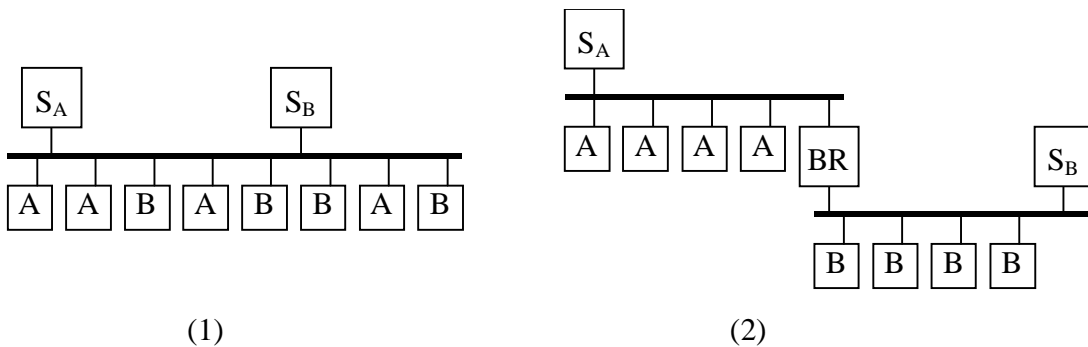 S_A S_B
A A B A B B A B
(1)
S_A
A A A A BR S_B
B B B B
(2)